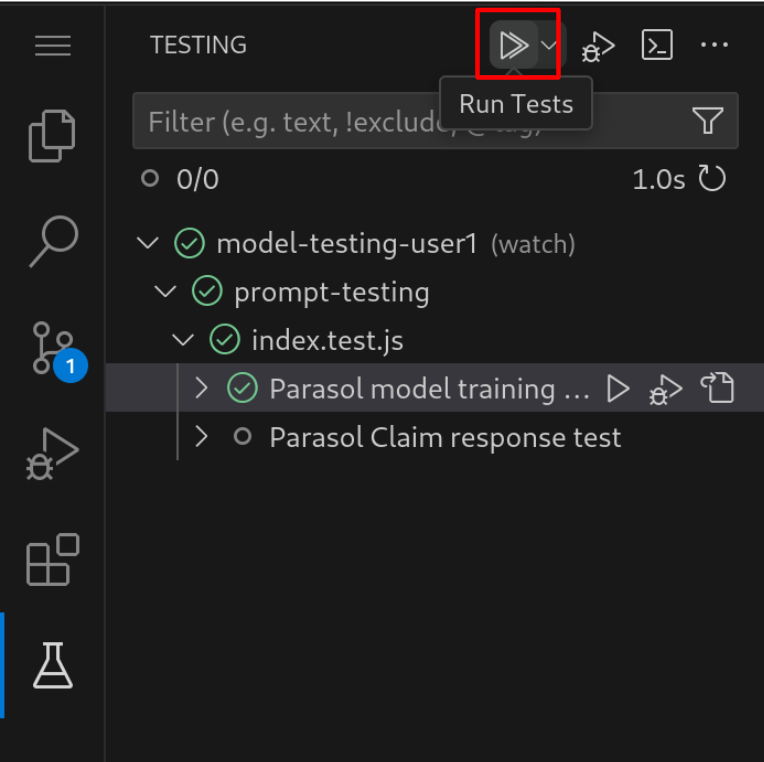 TESTING
Run Tests
Filter (e.g. text, !exclude,
0/0 1.0s
model-testing-user1 (watch)
prompt-testing
index.test.js
1
Parasol model training ...
Parasol Claim response test